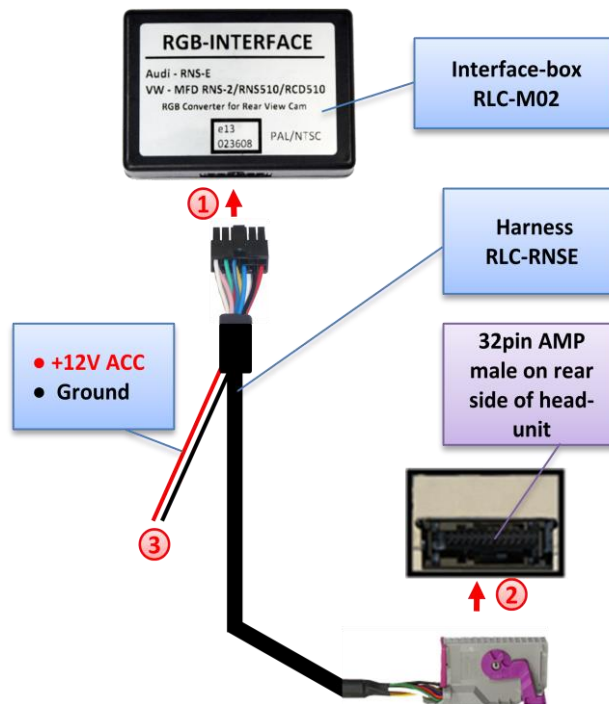 RGB-INTERFACE
Audi - RNS-E
VW - MFD RNS-2/RNS510/RCD510
RGB Converter for Rear View Cam
e13
023608
PAL/NTSC
Interface-box
RLC-M02
1
Harness
RLC-RNSE
● +12V ACC
● Ground
32pin AMP
male on rear
side of head-
unit
3
2